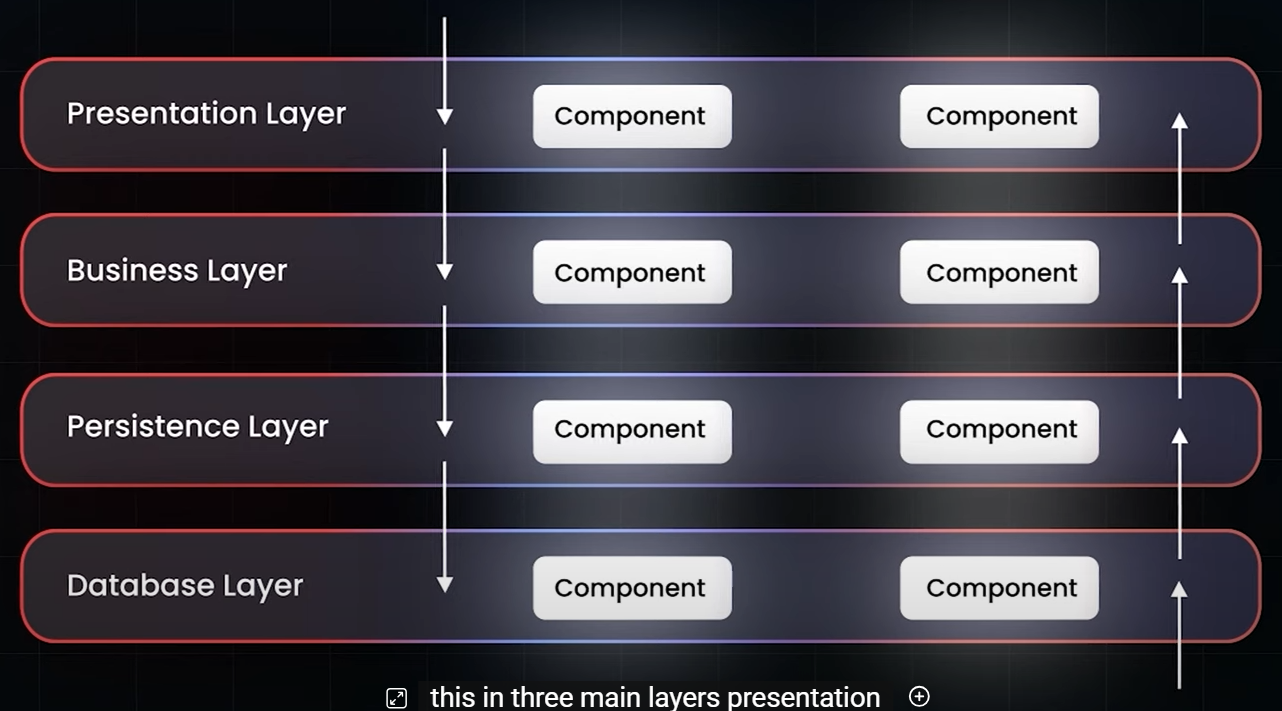 Presentation Layer Component Component
Business Layer Component Component
Persistence Layer Component Component
Database Layer Component Component
this in three main layers presentation